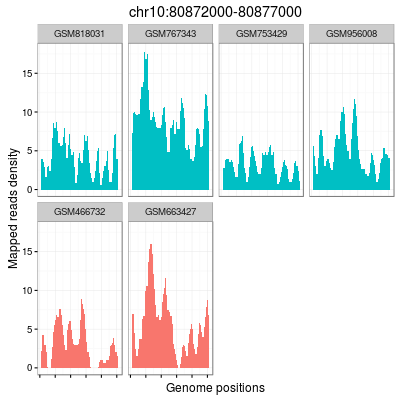 chr10:80872000-80877000
GSM818031 GSM767343 GSM753429 GSM956008
15
10
5
0
GSM466732 GSM663427
15
10
5
0
Mapped reads density
Genome positions